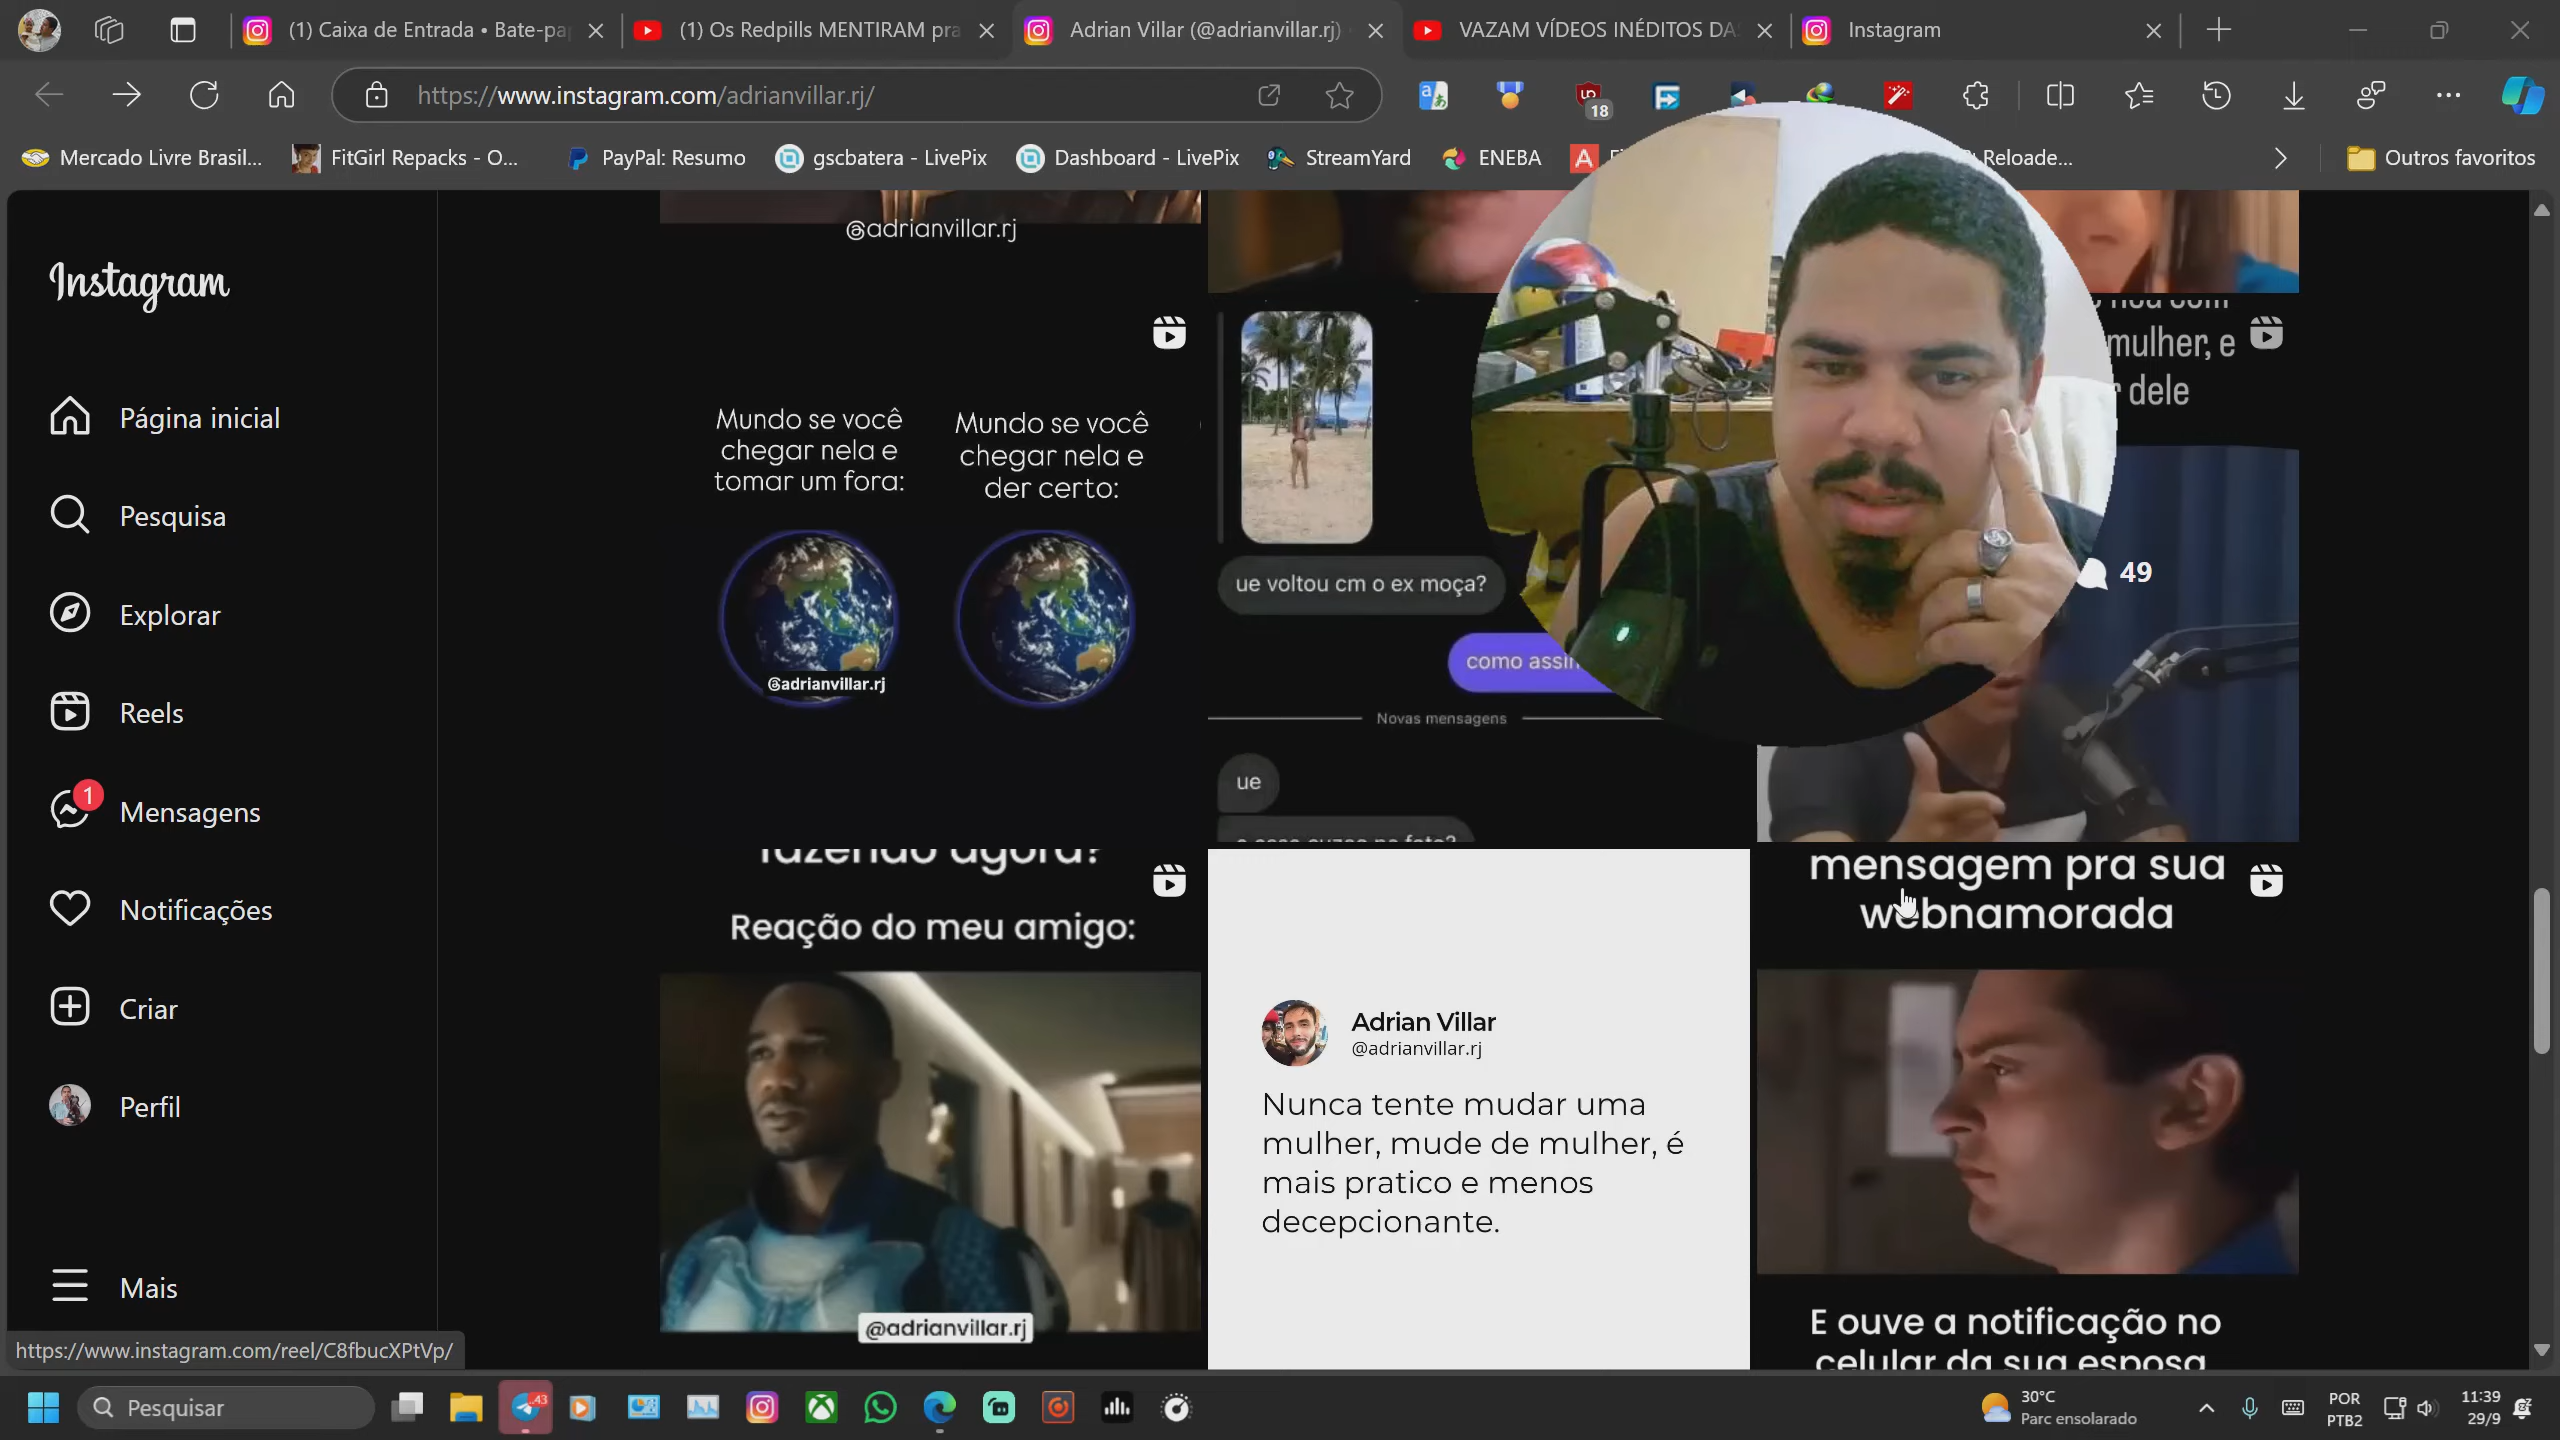 (1) Caixa de Entrada • Bate-pa
(1) Os Redpills MENTIRAM pra
Adrian Villar (@adrianvillar.rj)
VAZAM VÍDEOS INÉDITOS DAS
Instagram
https://www.instagram.com/adrianvillar.rj/
18
Mercado Livre Brasil...
FitGirl Repacks - O...
PayPal: Resumo
gscbatera - LivePix
Dashboard - LivePix
StreamYard
ENEBA
Reloade...
Outros favoritos
Instagram
Página inicial
Pesquisa
Explorar
Reels
1
Mensagens
Notificações
Criar
Perfil
Mais
@adrianvillar.rj
Mundo se você
chegar nela e
tomar um fora:
Mundo se você
chegar nela e
der certo:
@adrianvillar.rj
ue voltou cm o ex moça?
como assim
Novas mensagens
ue
mulher, e
dele
49
fazendo agora?
Reação do meu amigo:
@adrianvillar.rj
Adrian Villar
@adrianvillar.rj
Nunca tente mudar uma
mulher, mude de mulher, é
mais pratico e menos
decepcionante.
mensagem pra sua
webnamorada
E ouve a notificação no
celular da sua esposa
https://www.instagram.com/reel/C8fbucXPtVp/
Pesquisar
43
30°C
Parc ensolarado
POR
PTB2
11:39
29/9